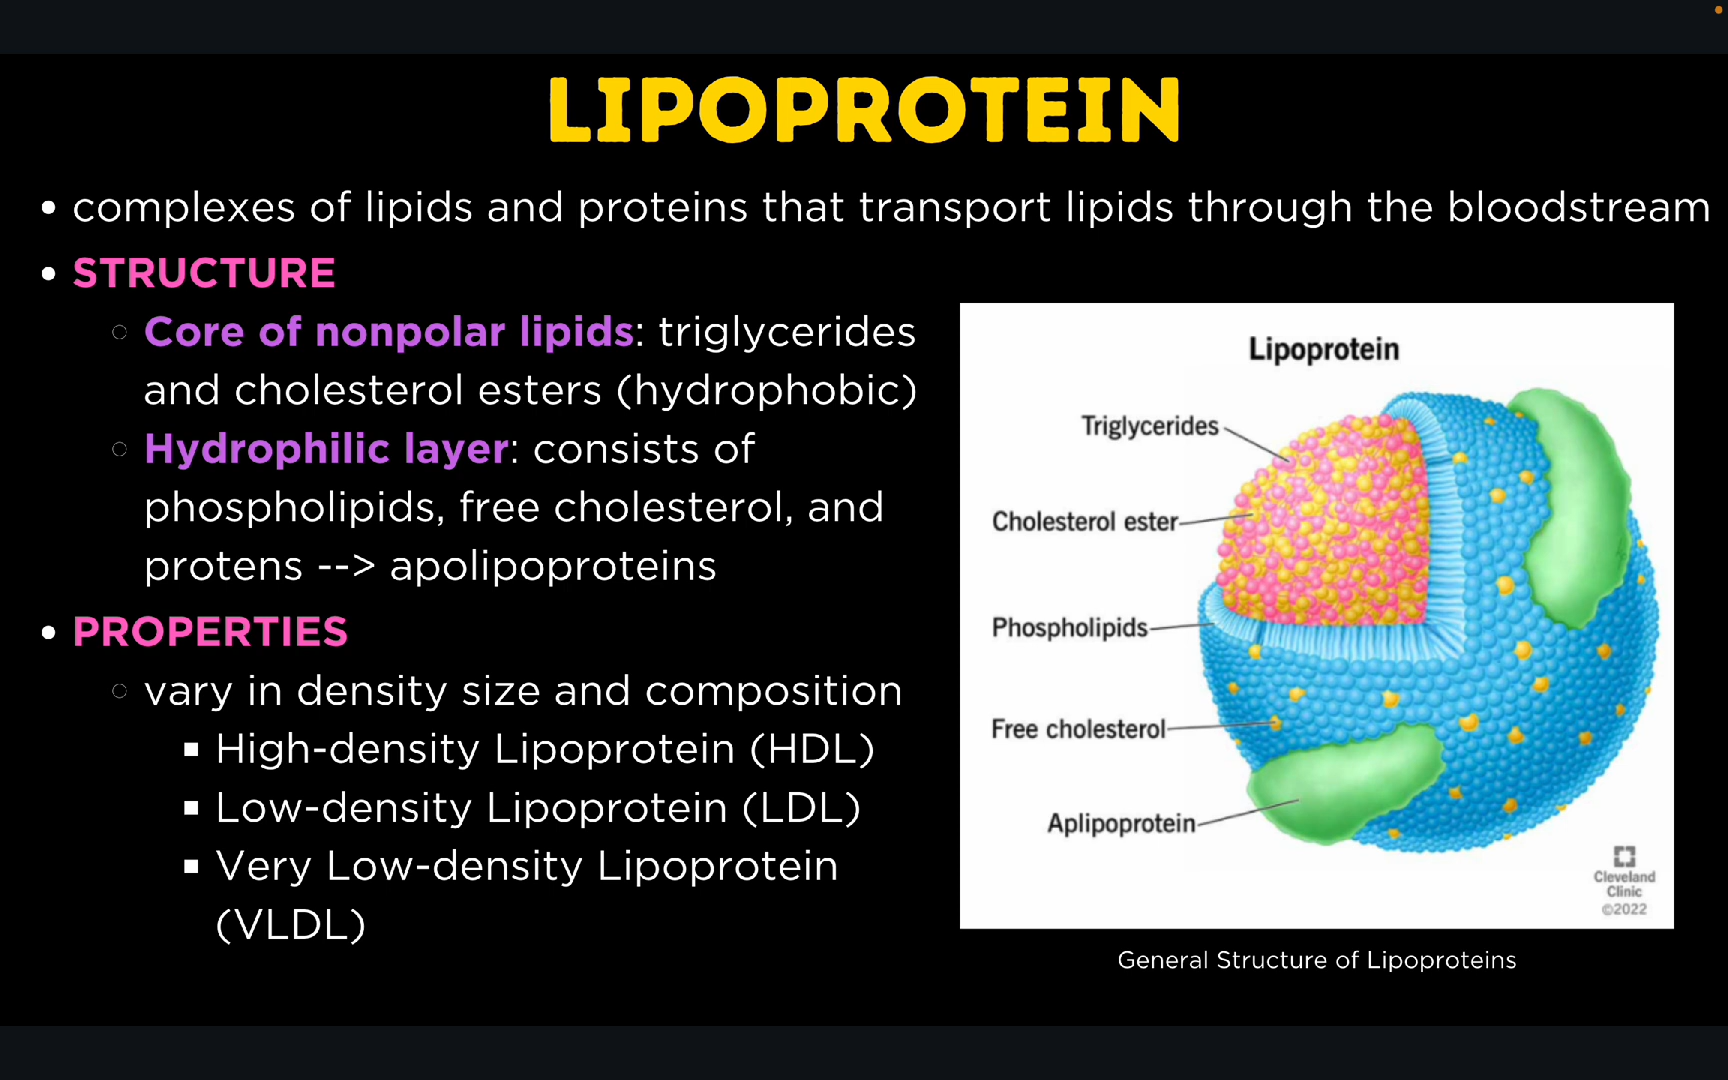 LIPOPROTEIN
• complexes of lipids and proteins that transport lipids through the bloodstream
• STRUCTURE
○ Core of nonpolar lipids: triglycerides
and cholesterol esters (hydrophobic)
○ Hydrophilic layer: consists of
phospholipids, free cholesterol, and
protens --> apolipoproteins
• PROPERTIES
○ vary in density size and composition
▪ High-density Lipoprotein (HDL)
▪ Low-density Lipoprotein (LDL)
▪ Very Low-density Lipoprotein
(VLDL)
Lipoprotein
Triglycerides
Cholesterol ester
Phospholipids
Free cholesterol
Aplipoprotein
Cleveland
Clinic
©2022
General Structure of Lipoproteins